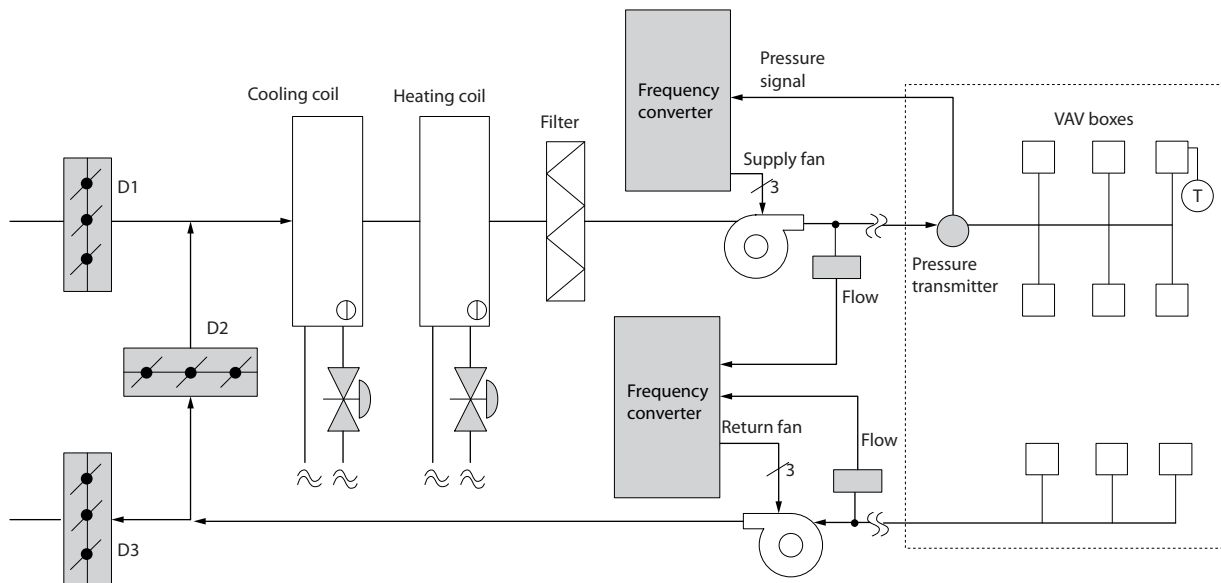 Cooling coil
Heating coil
Filter
Frequency
converter
Pressure
signal
VAV boxes
Supply fan
3
D1
T
Pressure
transmitter
Flow
D2
Frequency
converter
Return fan
3
Flow
D3